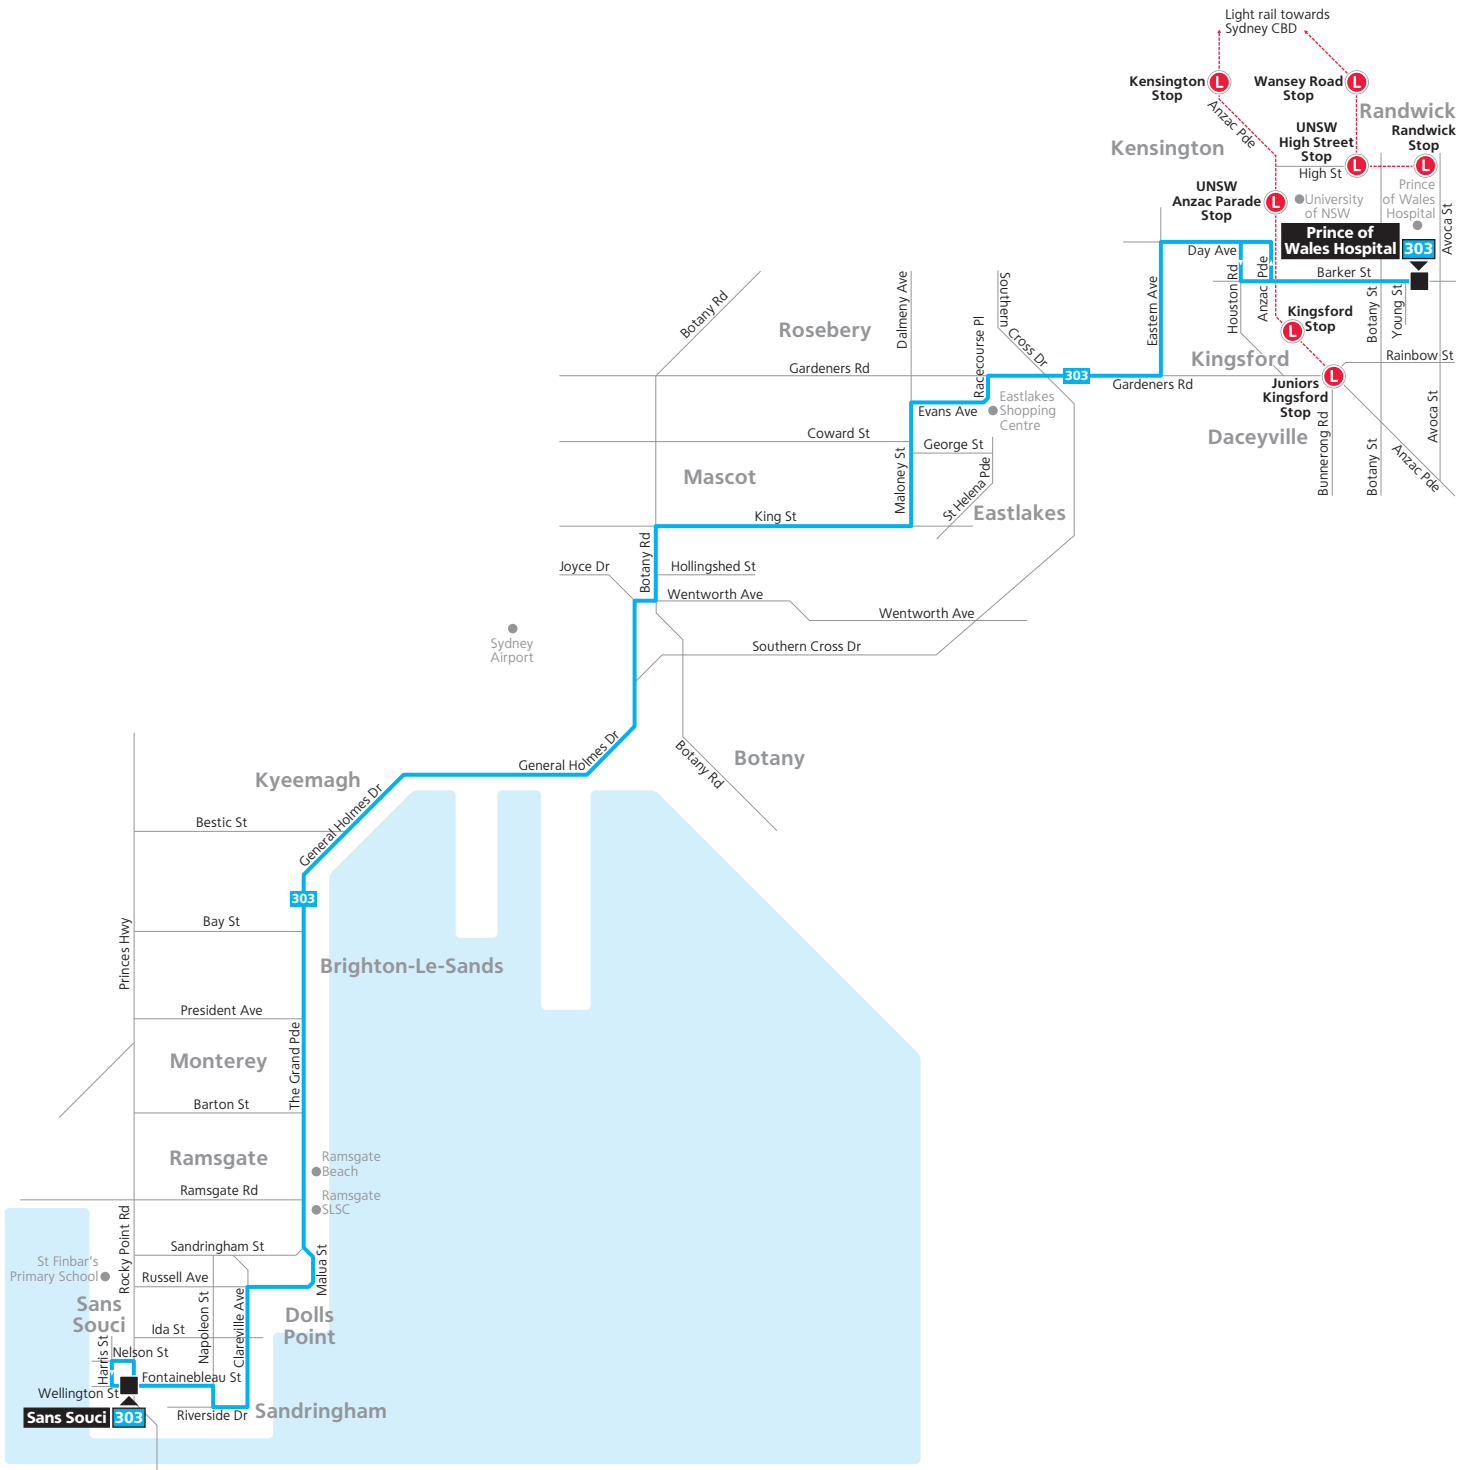 Light rail towards
Sydney CBD
Kensington
Stop
L
Wansey Road
Stop
L
Randwick
Anzac Pde
Kensington
UNSW
High Street
Stop
L
Randwick
Stop
L
High St
UNSW
Anzac Parade
Stop
L
University
of NSW
Prince
of Wales
Hospital
Avoca St
Prince of
Wales Hospital
303
Day Ave
Houston Rd
Anzac Pde
Barker St
Botany St
Young St
Eastern Ave
Kingsford
Stop
L
Kingsford
Rainbow St
Juniors
Kingsford
Stop
L
Gardeners Rd
Daceyville
Bunnerong Rd
Botany St
Avoca St
Anzac Pde
Botany Rd
Rosebery
Dalmeny Ave
Southern
Cross Dr
Racecourse Pl
Gardeners Rd
303
Evans Ave
Eastlakes
Shopping
Centre
Coward St
George St
Mascot
Maloney St
St Helena
Pde
Eastlakes
King St
Botany Rd
Joyce Dr
Hollingshed St
Wentworth Ave
Wentworth Ave
Sydney
Airport
Southern Cross Dr
General Holmes Dr
Botany Rd
Botany
Kyeemagh
General Holmes Dr
Bestic St
303
Bay St
Princes Hwy
Brighton-Le-Sands
President Ave
The Grand Pde
Monterey
Barton St
Ramsgate
Ramsgate
Beach
Ramsgate Rd
Ramsgate
SLSC
Rocky Point Rd
Sandringham St
Malua St
St Finbar's
Primary School
Russell Ave
Sans
Souci
Napoleon St
Clareville Ave
Dolls
Point
Ida St
Harris St
Nelson St
Fontainebleau St
Wellington St
Riverside Dr
Sandringham
Sans Souci
303